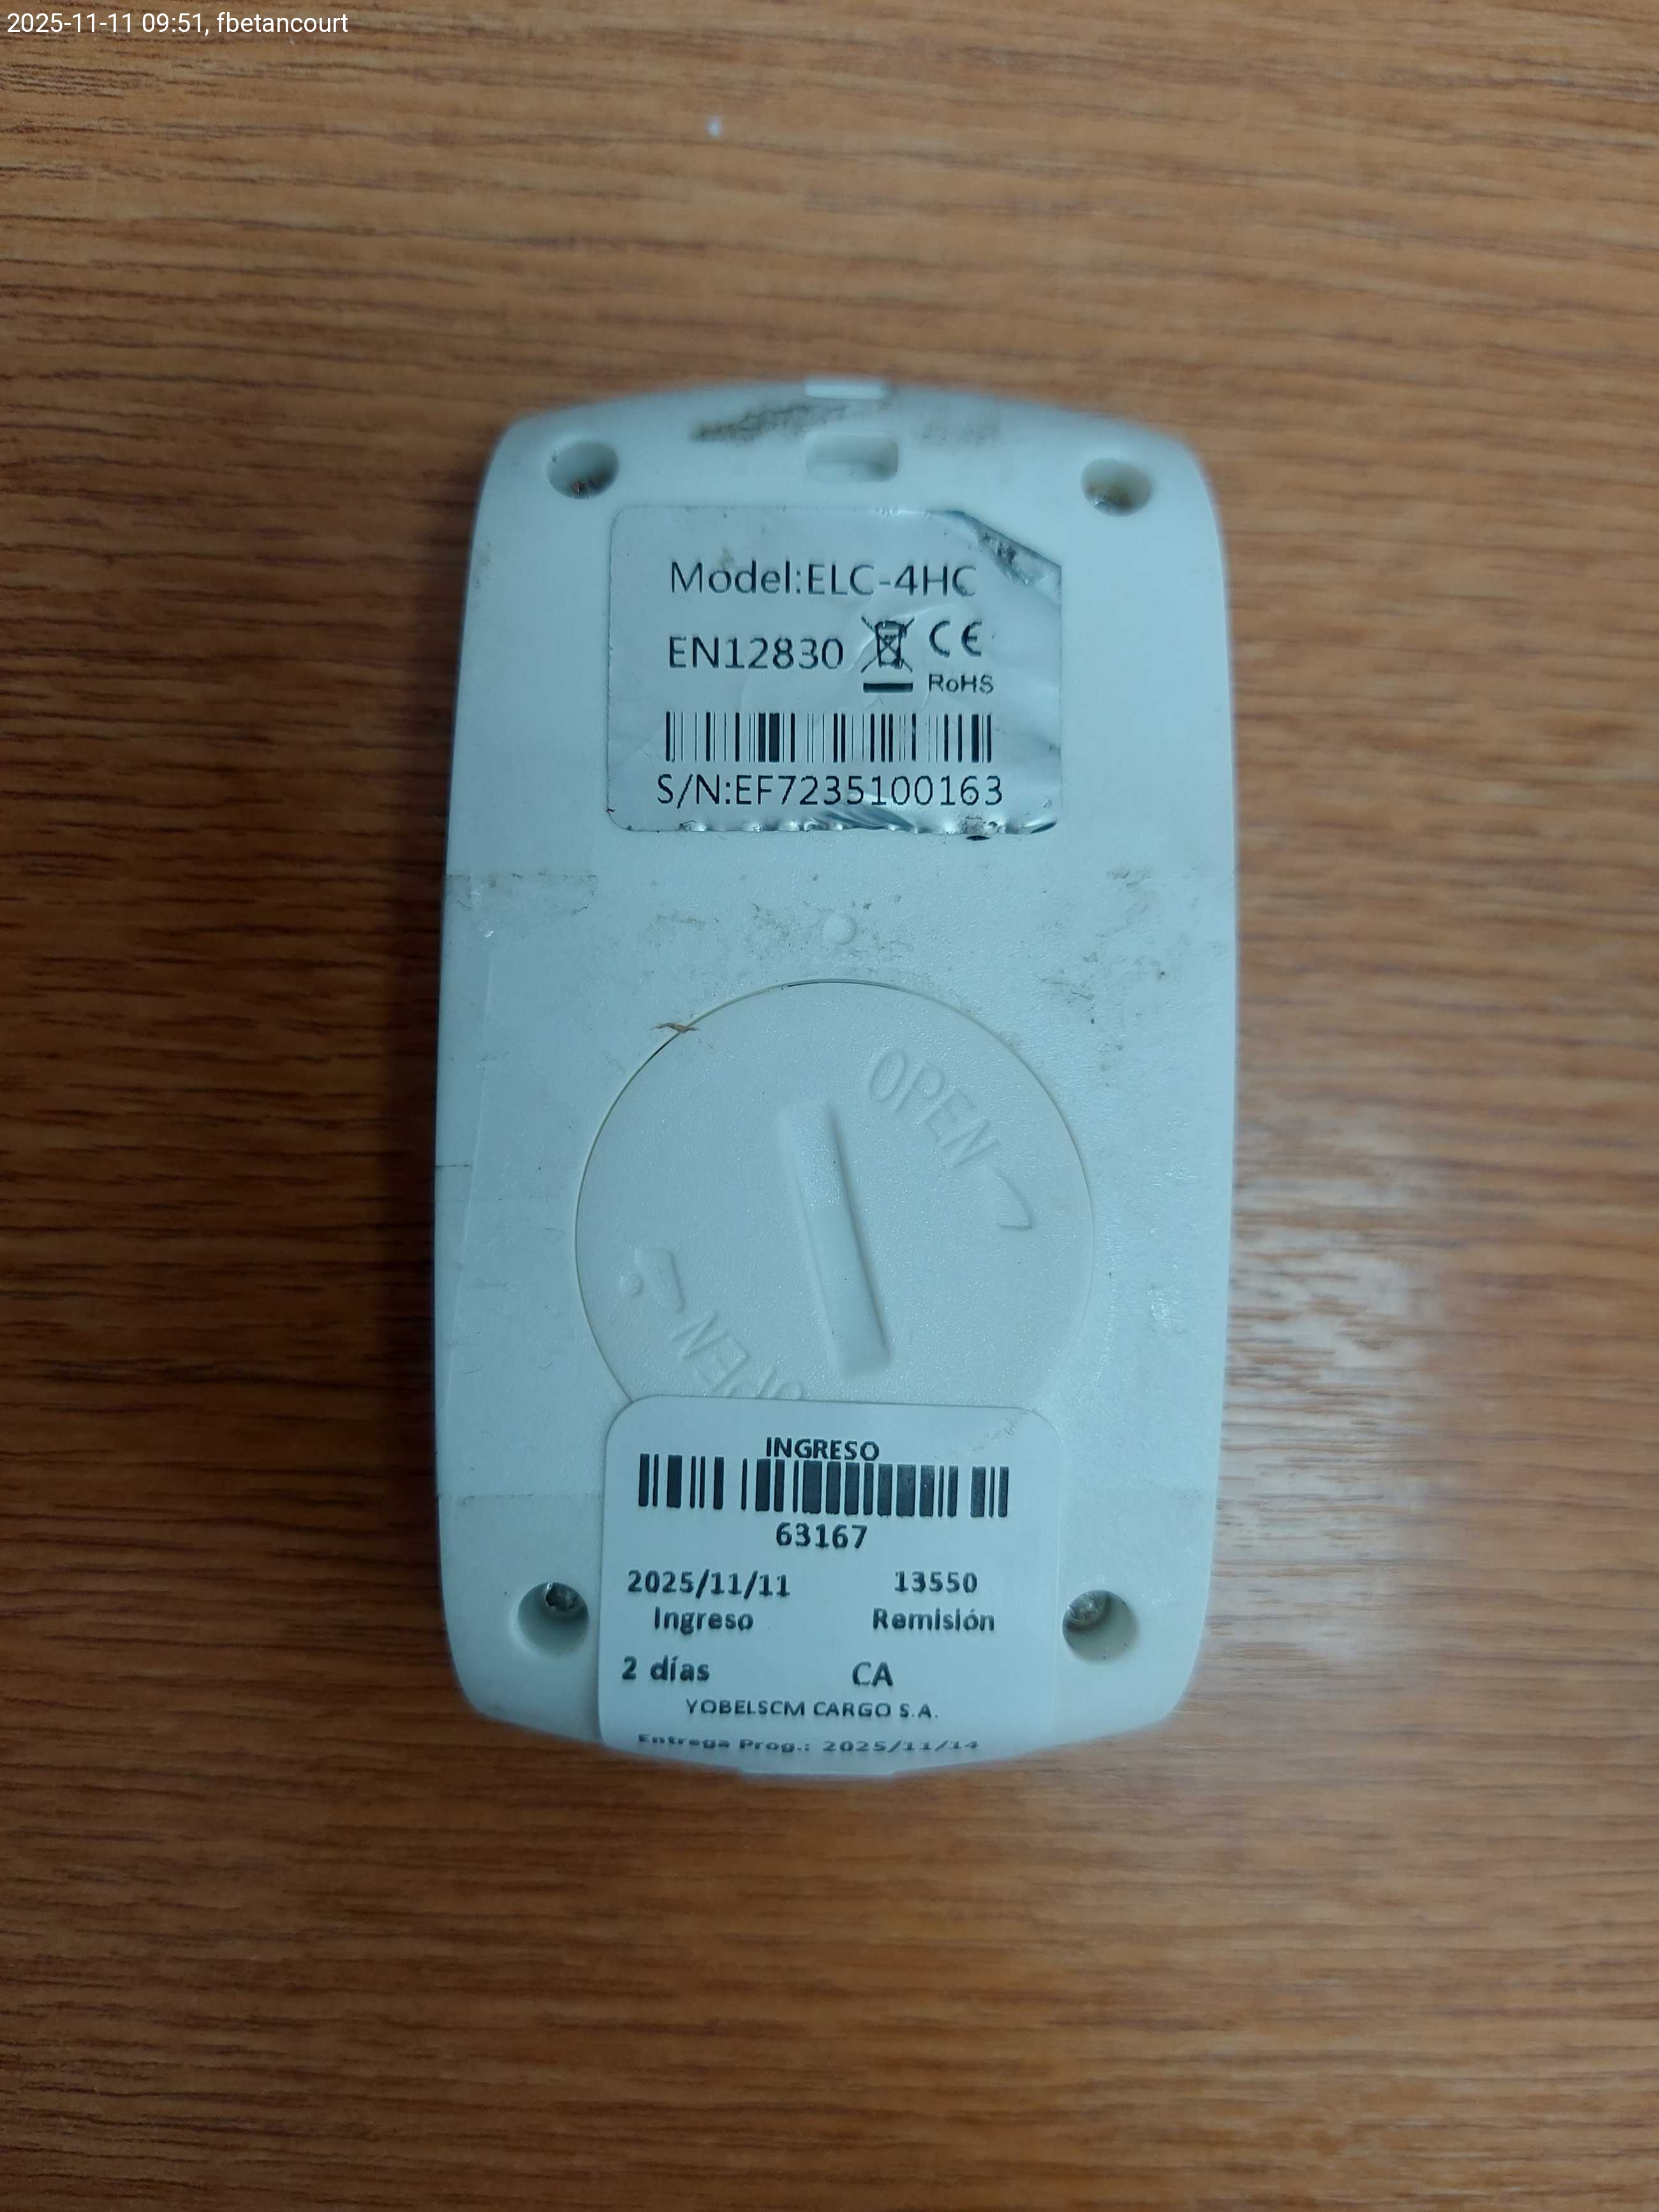 2025-11-11 09:51, fbetancourt
Model:ELC-4HC
EN12830 CE
RoHS
S/N:EF7235100163
OPEN
OPEN
INGRESO
63167
2025/11/11 13550
Ingreso Remisión
2 días CA
YOBELSCM CARGO S.A.
Entrega Prog.: 2025/11/14